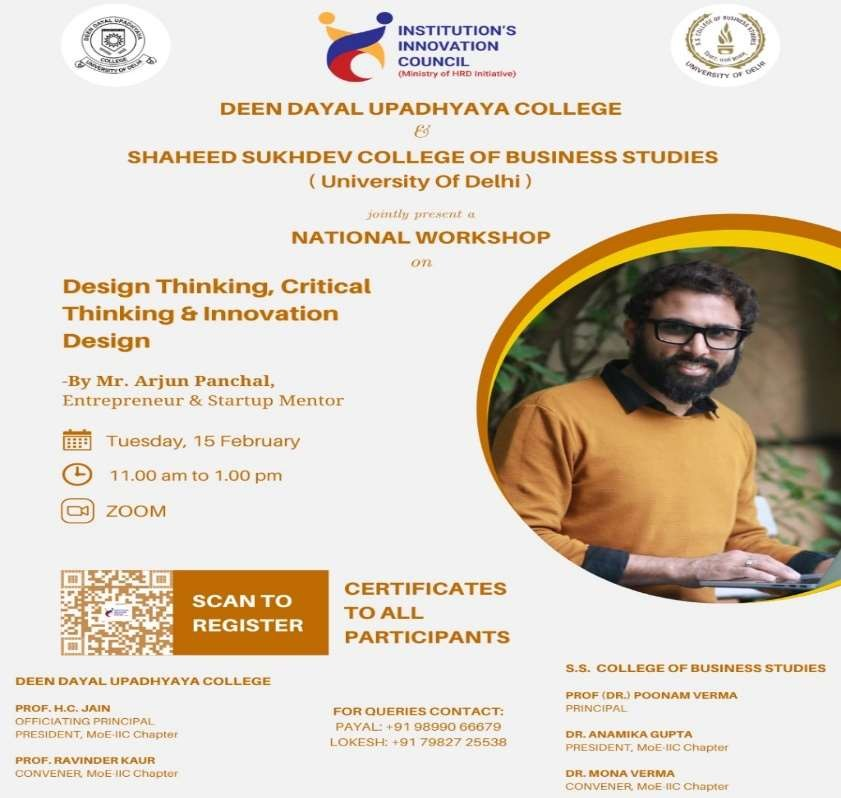 DEEN DAYAL UPADHYAYA
COLLEGE
UNIVERSITY OF DELHI
INSTITUTION'S
INNOVATION
COUNCIL
(Ministry of HRD Initiative)
S.S. COLLEGE OF BUSINESS STUDIES
UNIVERSITY OF DELHI
DEEN DAYAL UPADHYAYA COLLEGE
&
SHAHEED SUKHDEV COLLEGE OF BUSINESS STUDIES
( University Of Delhi )
jointly present a
NATIONAL WORKSHOP
on
Design Thinking, Critical
Thinking & Innovation
Design
-By Mr. Arjun Panchal,
Entrepreneur & Startup Mentor
Tuesday, 15 February
11.00 am to 1.00 pm
ZOOM
SCAN TO
REGISTER
CERTIFICATES
TO ALL
PARTICIPANTS
DEEN DAYAL UPADHYAYA COLLEGE
PROF. H.C. JAIN
OFFICIATING PRINCIPAL
PRESIDENT, MoE-IIC Chapter
PROF. RAVINDER KAUR
CONVENER, MoE-IIC Chapter
FOR QUERIES CONTACT:
PAYAL: +91 98990 66679
LOKESH: +91 79827 25538
S.S. COLLEGE OF BUSINESS STUDIES
PROF (DR.) POONAM VERMA
PRINCIPAL
DR. ANAMIKA GUPTA
PRESIDENT, MoE-IIC Chapter
DR. MONA VERMA
CONVENER, MoE-IIC Chapter